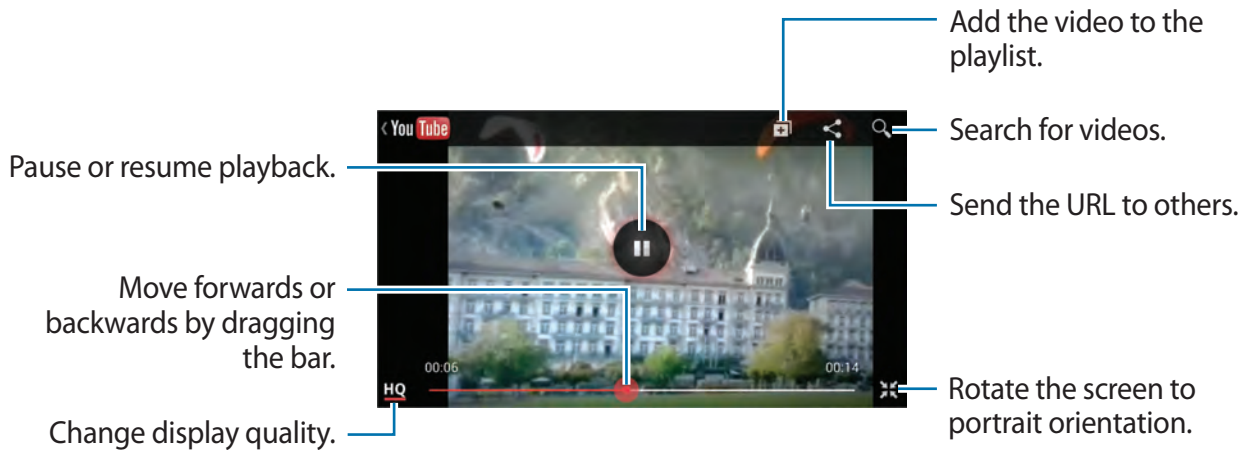 Add the video to the
playlist.
You Tube
Search for videos.
Pause or resume playback.
Send the URL to others.
Move forwards or
backwards by dragging
the bar.
00:06
00:14
HQ
Rotate the screen to
portrait orientation.
Change display quality.